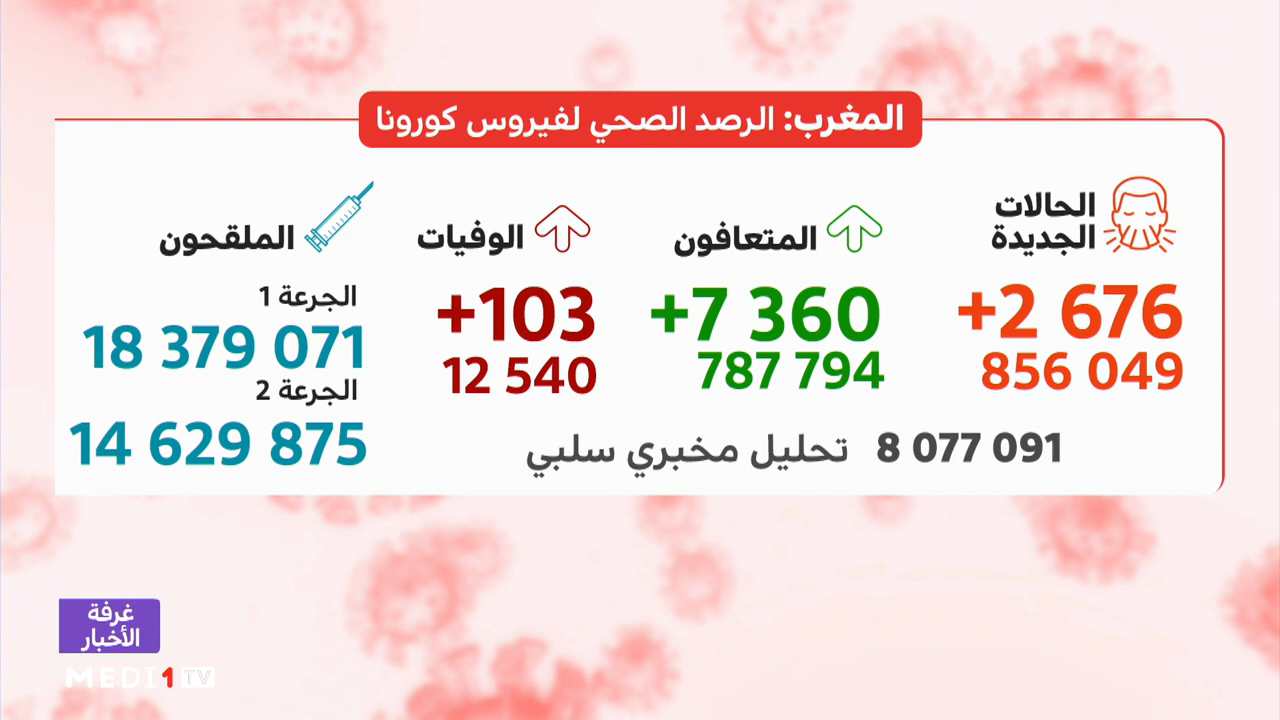 المغرب: الرصد الصحي لفيروس كورونا
الحالات
الجديدة
+2 676
856 049
المتعافون
+7 360
787 794
الوفيات
+103
12 540
الملقحون
الجرعة 1
18 379 071
الجرعة 2
14 629 875
8 077 091 تحليل مخبري سلبي
غرفة
الأخبار
MEDI1TV